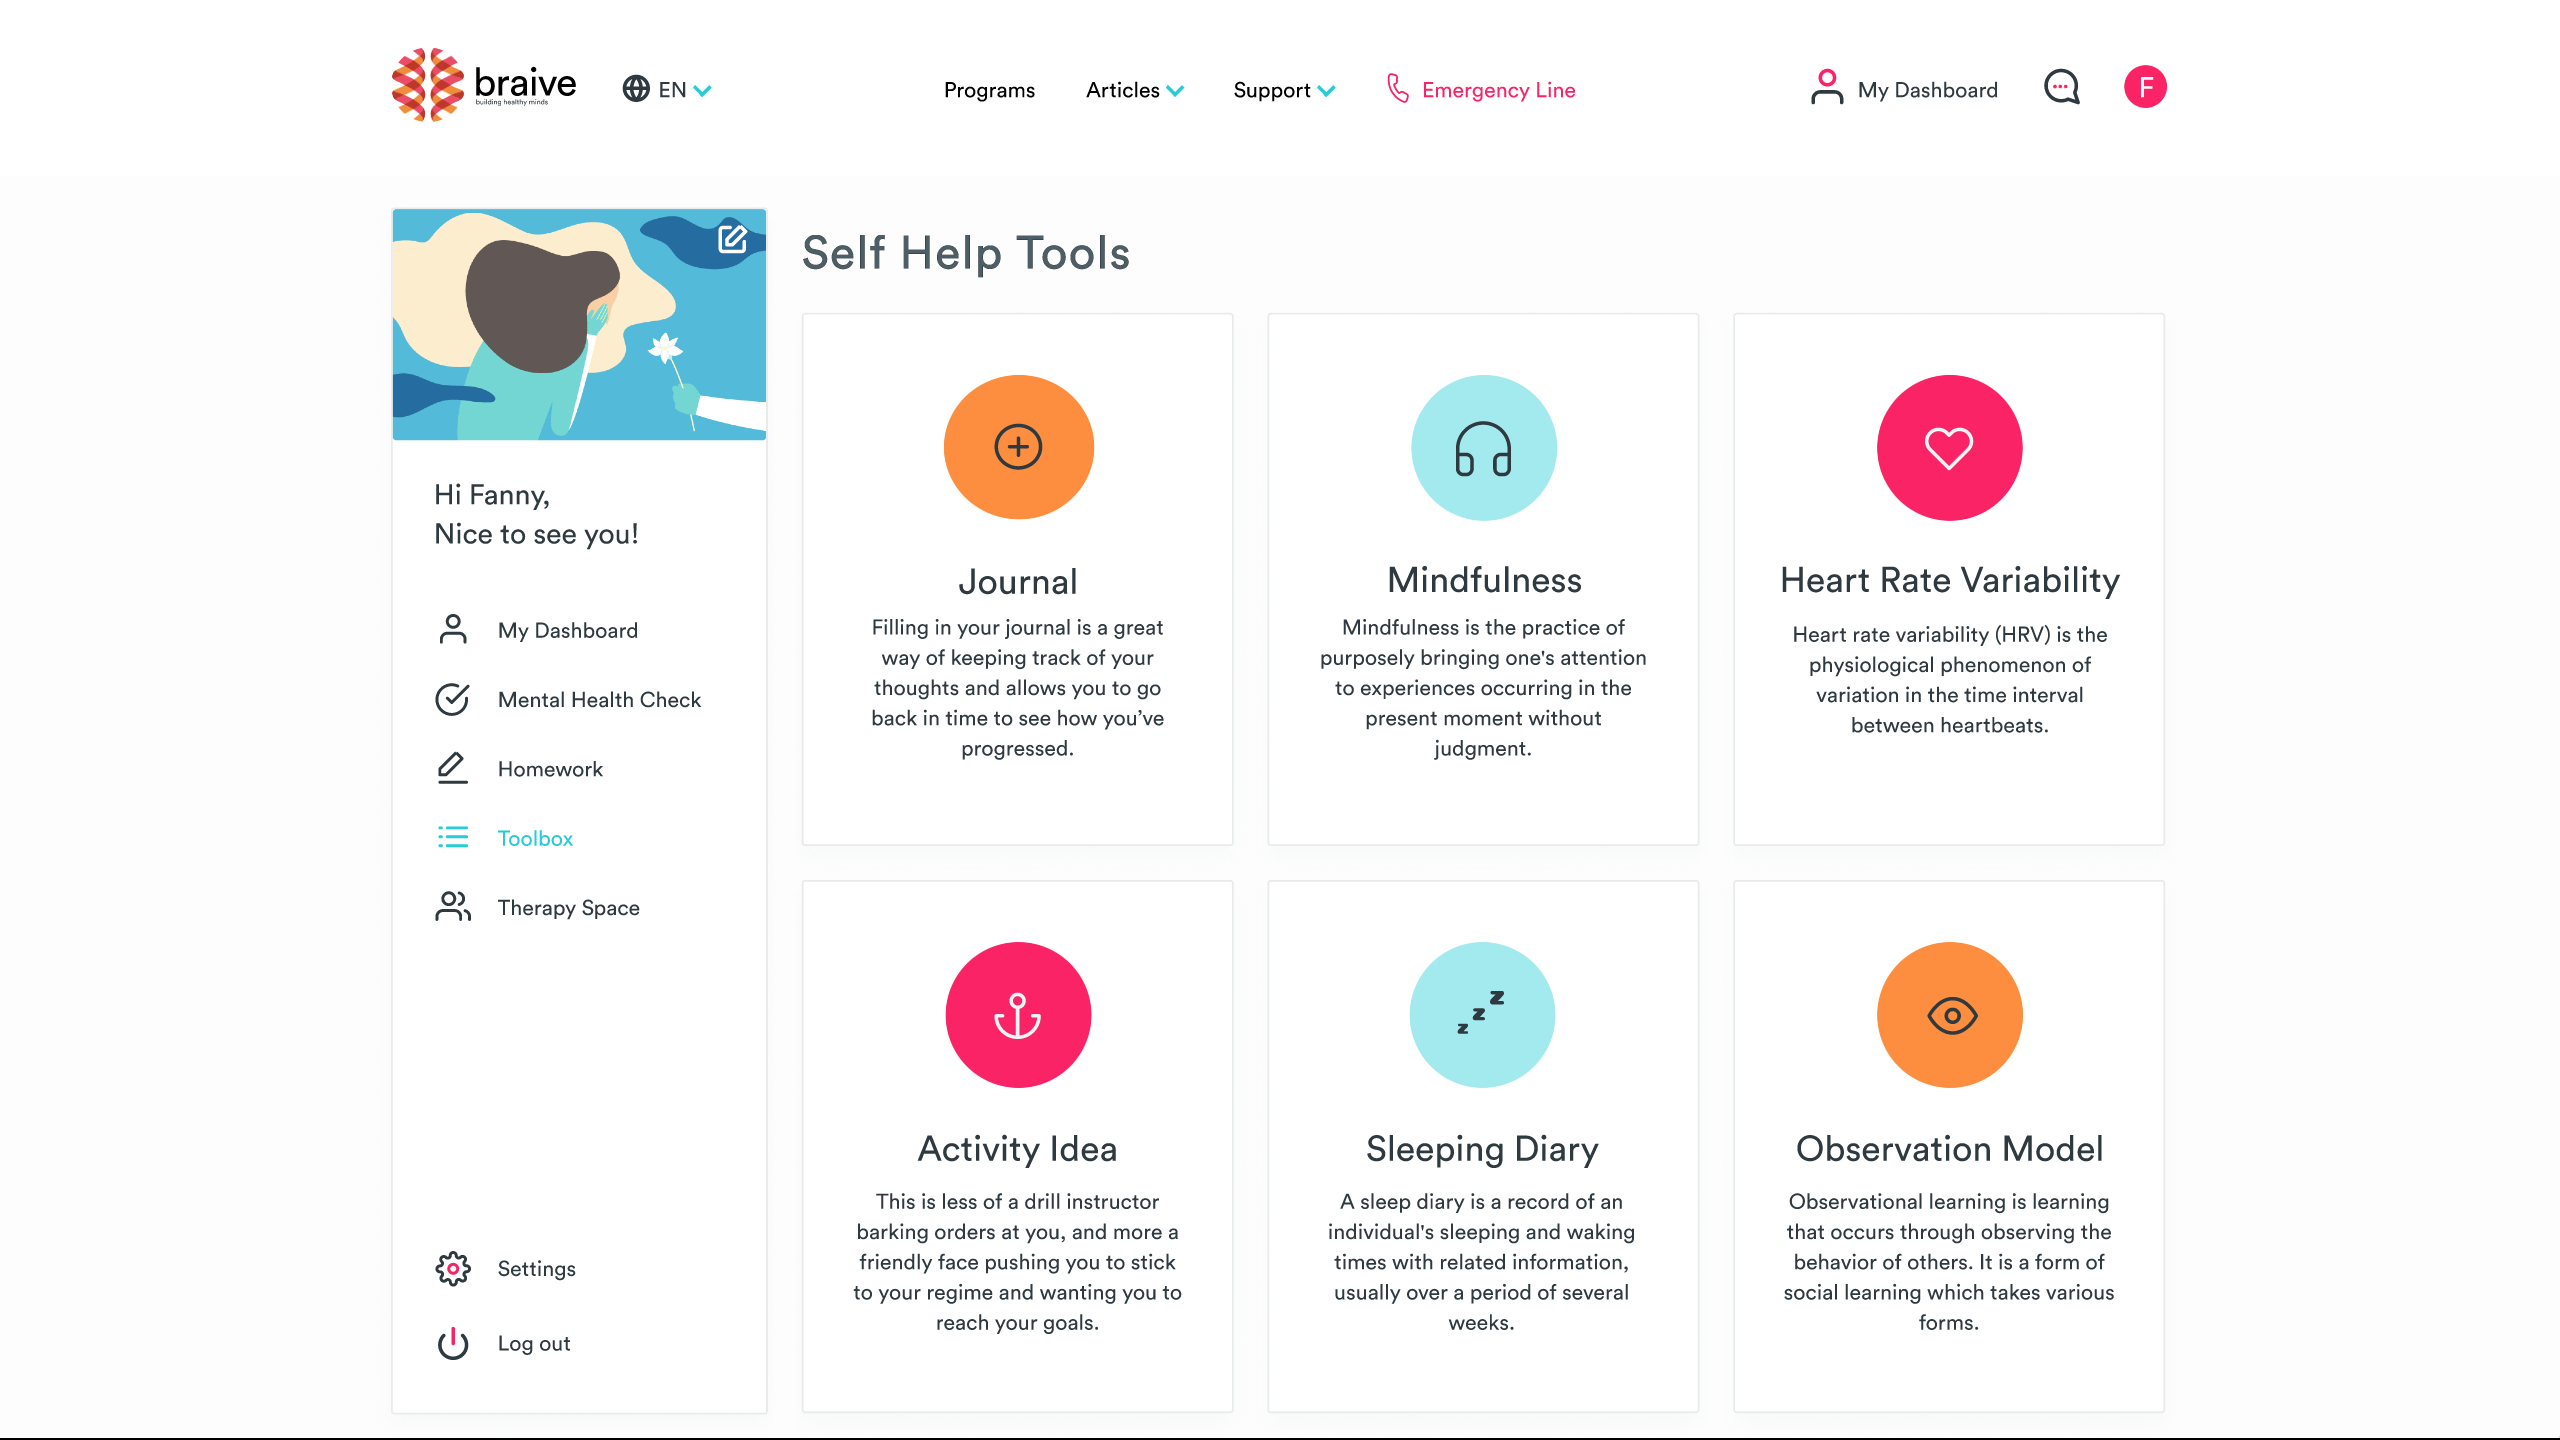 braive
building healthy minds
EN
Programs
Articles
Support
Emergency Line
My Dashboard
F
Hi Fanny,
Nice to see you!
My Dashboard
Mental Health Check
Homework
Toolbox
Therapy Space
Settings
Log out
Self Help Tools
Journal
Filling in your journal is a great
way of keeping track of your
thoughts and allows you to go
back in time to see how you’ve
progressed.
Mindfulness
Mindfulness is the practice of
purposely bringing one's attention
to experiences occurring in the
present moment without
judgment.
Heart Rate Variability
Heart rate variability (HRV) is the
physiological phenomenon of
variation in the time interval
between heartbeats.
Activity Idea
This is less of a drill instructor
barking orders at you, and more a
friendly face pushing you to stick
to your regime and wanting you to
reach your goals.
z z z
Sleeping Diary
A sleep diary is a record of an
individual's sleeping and waking
times with related information,
usually over a period of several
weeks.
Observation Model
Observational learning is learning
that occurs through observing the
behavior of others. It is a form of
social learning which takes various
forms.